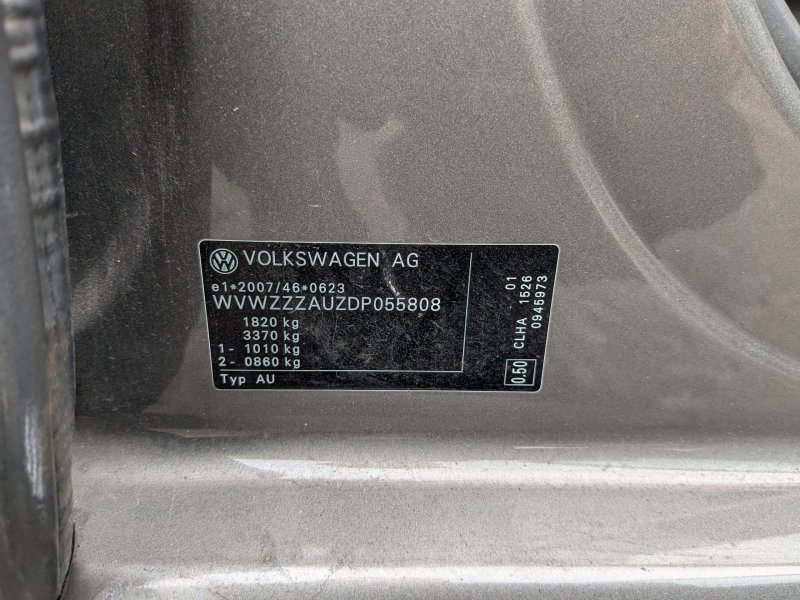 VOLKSWAGEN AG
e1*2007/46*0623
WVWZZZAUZDP055808
1820 kg
3370 kg
1- 1010 kg
2- 0860 kg
Typ AU
01
CLHA 1526
0945973
0.50